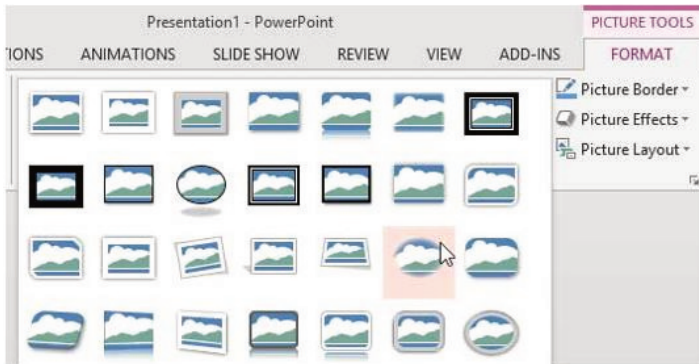 Presentation1 - PowerPoint
PICTURE TOOLS
TIONS ANIMATIONS SLIDE SHOW REVIEW VIEW ADD-INS FORMAT
Picture Border
Picture Effects
Picture Layout